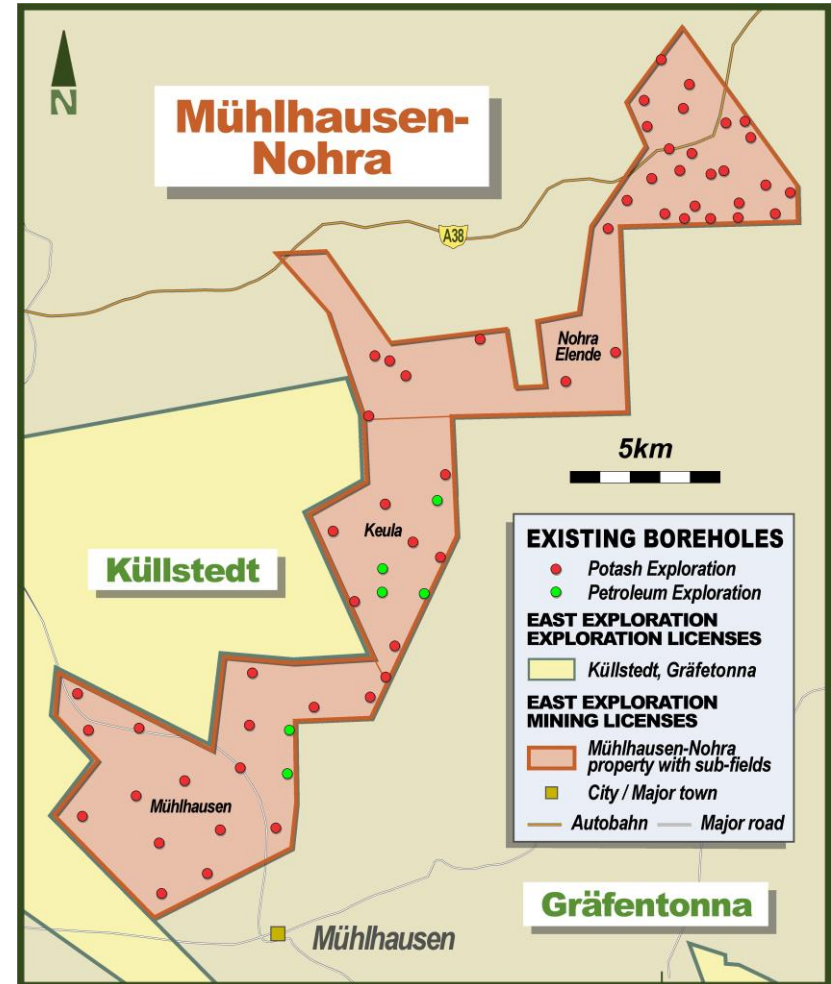 N
Mühlhausen-
Nohra
A38
Nohra
Elende
5km
Keula
Küllstedt
EXISTING BOREHOLES
Potash Exploration
Petroleum Exploration
EAST EXPLORATION
EXPLORATION LICENSES
Küllstedt, Gräfetonna
EAST EXPLORATION
MINING LICENSES
Mühlhausen-Nohra
property with sub-fields
City / Major town
Autobahn
Major road
Mühlhausen
Gräfentonna
Mühlhausen